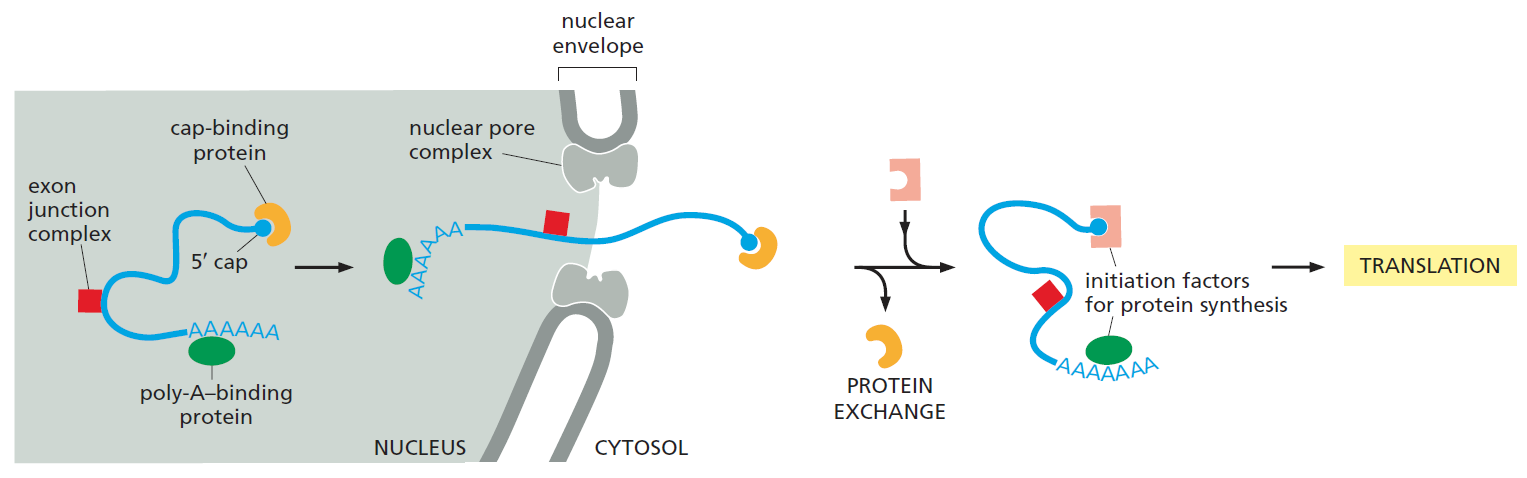 nuclear
envelope
cap-binding
protein
nuclear pore
complex
exon
junction
complex
5′ cap
AAAAAA
poly-A–binding
protein
AAAAAA
NUCLEUS
CYTOSOL
PROTEIN
EXCHANGE
initiation factors
for protein synthesis
AAAAAAA
TRANSLATION